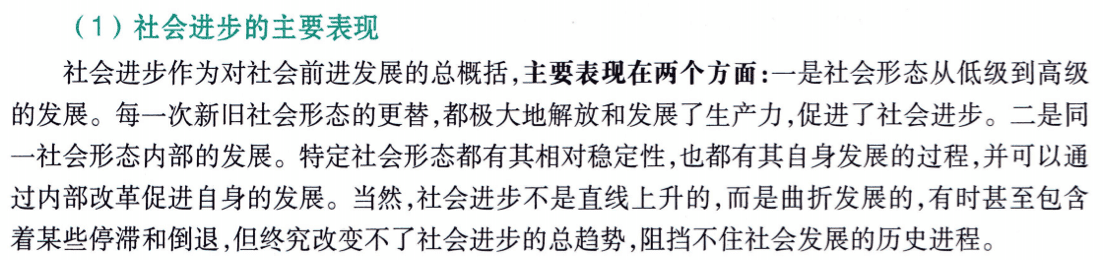 （1）社会进步的主要表现
社会进步作为对社会前进发展的总概括，主要表现在两个方面：一是社会形态从低级到高级
的发展。每一次新旧社会形态的更替，都极大地解放和发展了生产力，促进了社会进步。二是同
一社会形态内部的发展。特定社会形态都有其相对稳定性，也都有其自身发展的过程，并可以通
过内部改革促进自身的发展。当然，社会进步不是直线上升的，而是曲折发展的，有时甚至包含
着某些停滞和倒退，但终究改变不了社会进步的总趋势，阻挡不住社会发展的历史进程。